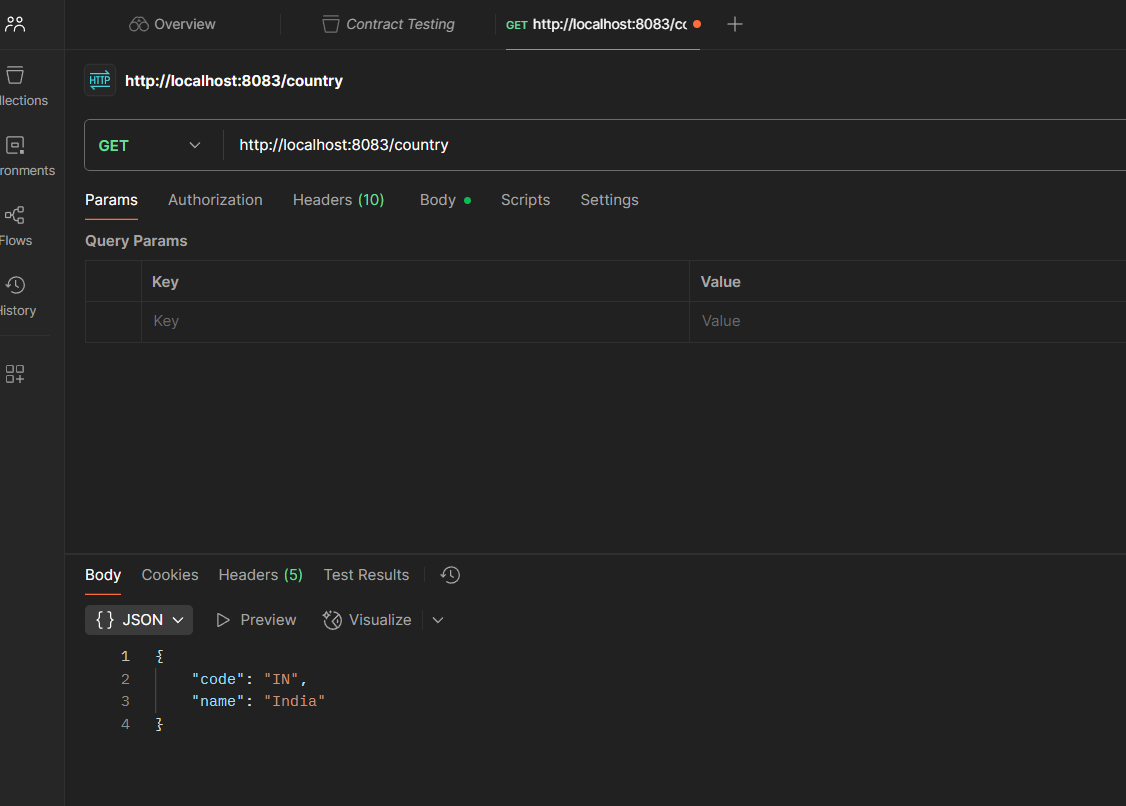 Overview
Contract Testing
GET http://localhost:8083/cc
HTTP http://localhost:8083/country
llections
GET http://localhost:8083/country
ronments
Params Authorization Headers (10) Body Scripts Settings
Flows
Query Params
Key Value
Key Value
History
Body Cookies Headers (5) Test Results
{} JSON Preview Visualize
1 {
2 "code": "IN",
3 "name": "India"
4 }